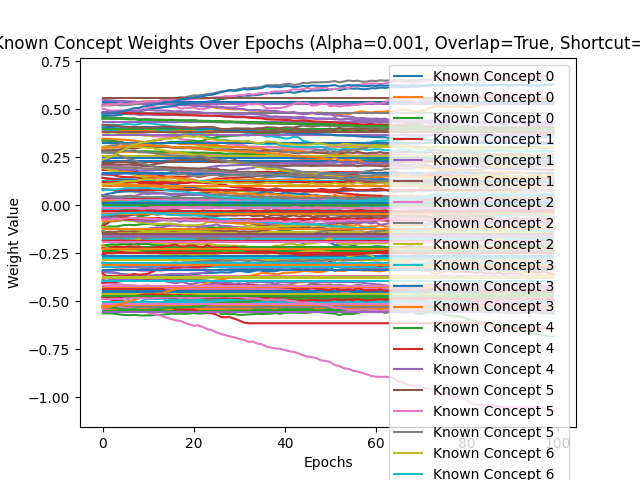 Known Concept Weights Over Epochs (Alpha=0.001, Overlap=True, Shortcut=
0.75
0.50
0.25
0.00
−0.25
−0.50
−0.75
−1.00
Weight Value
0
20
40
60
80
100
Epochs
Known Concept 0
Known Concept 0
Known Concept 0
Known Concept 1
Known Concept 1
Known Concept 1
Known Concept 2
Known Concept 2
Known Concept 2
Known Concept 3
Known Concept 3
Known Concept 3
Known Concept 4
Known Concept 4
Known Concept 4
Known Concept 5
Known Concept 5
Known Concept 5
Known Concept 6
Known Concept 6